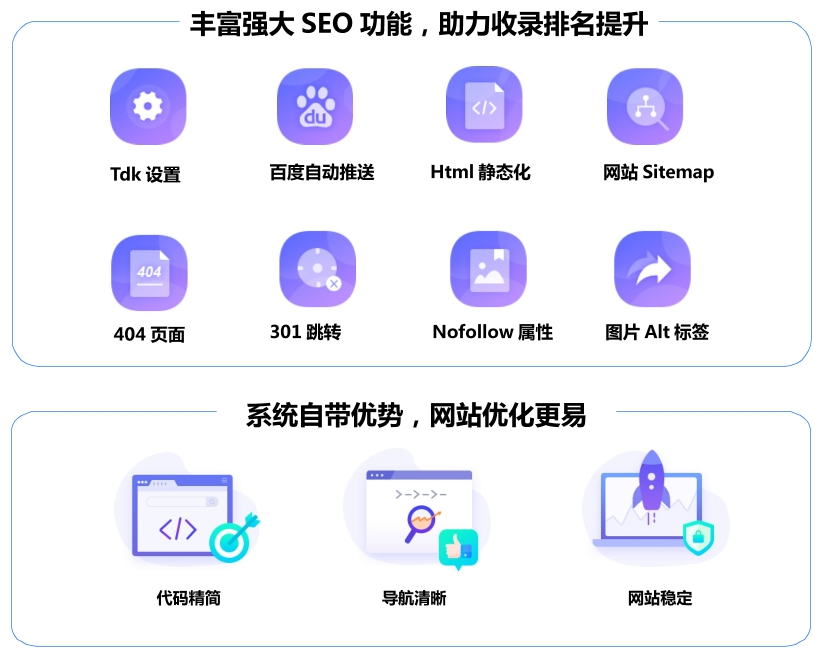 丰富强大 SEO 功能，助力收录排名提升
du
</>
Tdk 设置
百度自动推送
Html 静态化
网站 Sitemap
404
404 页面
301 跳转
Nofollow 属性
图片 Alt 标签
系统自带优势，网站优化更易
</>
代码精简
导航清晰
网站稳定